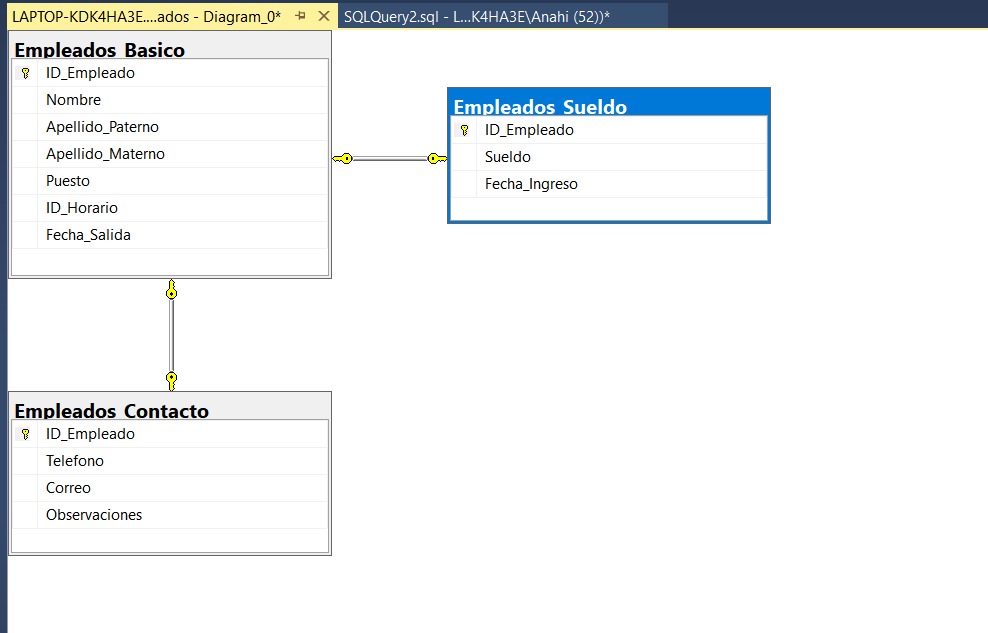 LAPTOP-KDK4HA3E....ados - Diagram_0*
SQLQuery2.sql - L...K4HA3E\Anahi (52))*
Empleados_Basico
ID_Empleado
Nombre
Apellido_Paterno
Apellido_Materno
Puesto
ID_Horario
Fecha_Salida
Empleados_Sueldo
ID_Empleado
Sueldo
Fecha_Ingreso
Empleados_Contacto
ID_Empleado
Telefono
Correo
Observaciones